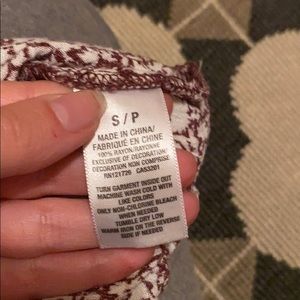 S/P
MADE IN CHINA/
FABRIQUÉ EN CHINE
100% RAYON/RAYONNE
EXCLUSIVE OF DECORATION/
DECORATION NON COMPRISE
RN121726 CA53201
TURN GARMENT INSIDE OUT
MACHINE WASH COLD WITH
LIKE COLORS
ONLY NON-CHLORINE BLEACH
WHEN NEEDED
TUMBLE DRY LOW
WARM IRON ON THE REVERSE
SIDE IF NEEDED